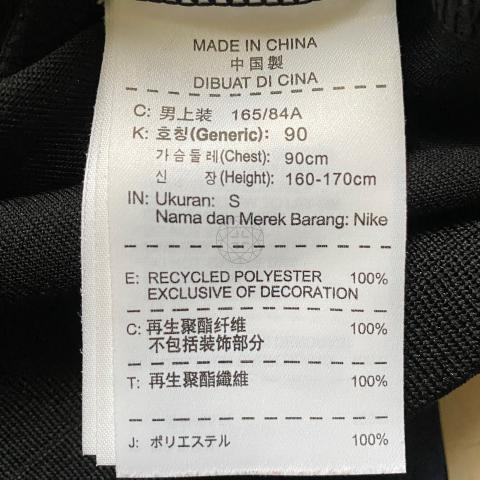 MADE IN CHINA
中国製
DIBUAT DI CINA
C: 男上装 165/84A
K: 호칭(Generic): 90
가슴둘레(Chest): 90cm
신 장(Height): 160-170cm
IN: Ukuran: S
Nama dan Merek Barang: Nike
E: RECYCLED POLYESTER 100%
EXCLUSIVE OF DECORATION
C: 再生聚酯纤维 100%
不包括装饰部分
T: 再生聚酯纖維 100%
J: ポリエステル 100%